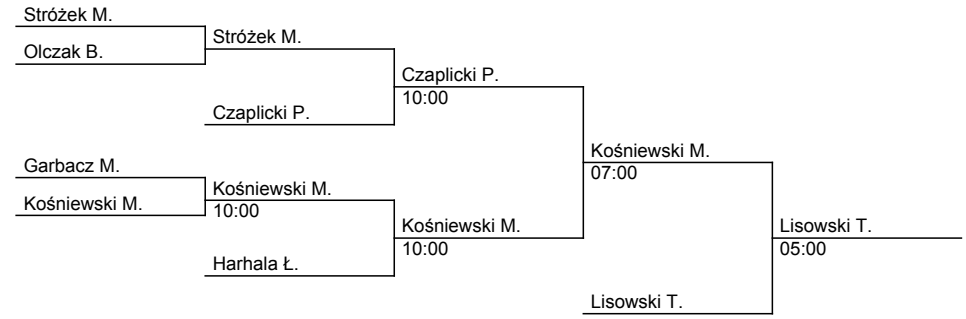 Stróżek M.
Olczak B.
Stróżek M.
Czaplicki P.
Czaplicki P.
10:00
Garbacz M.
Kośniewski M.
Kośniewski M.
10:00
Harhala Ł.
Kośniewski M.
10:00
Kośniewski M.
07:00
Lisowski T.
Lisowski T.
05:00